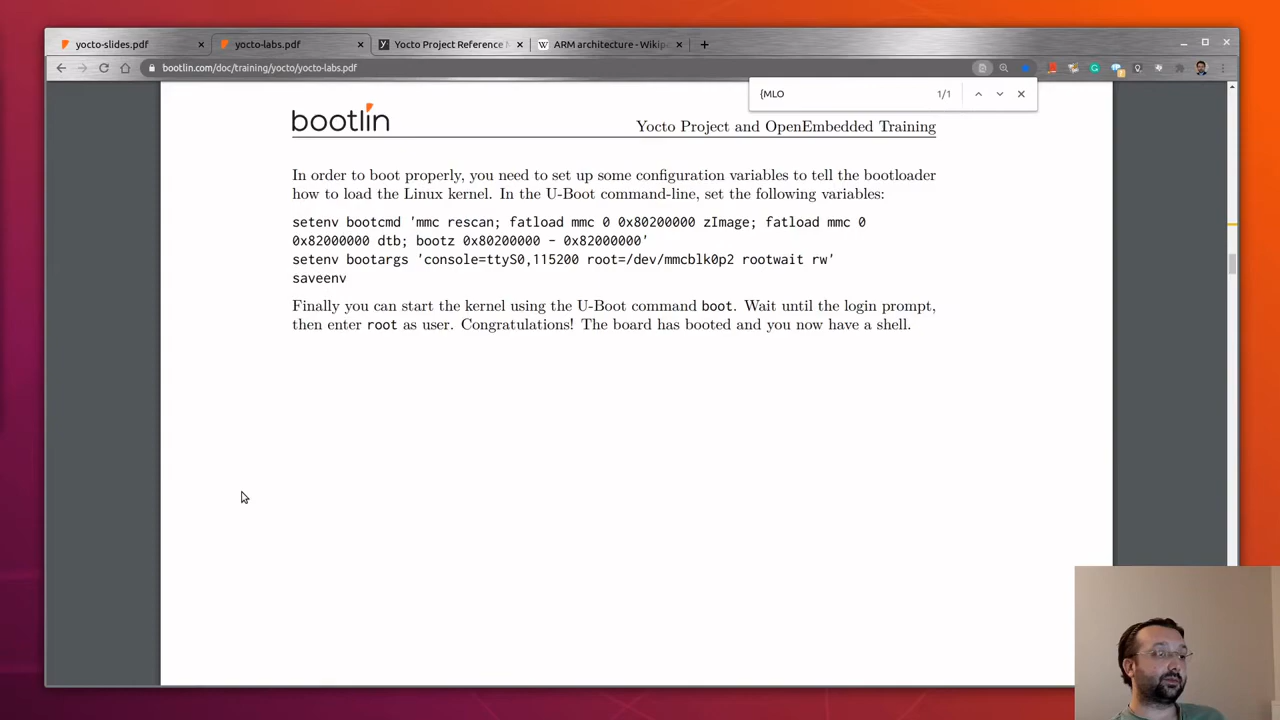 yocto-slides.pdf
yocto-labs.pdf
Yocto Project Reference M
ARM architecture - Wikip
bootlin.com/doc/training/yocto/yocto-labs.pdf
{MLO
1/1
bootlin
Yocto Project and OpenEmbedded Training
In order to boot properly, you need to set up some configuration variables to tell the bootloader
how to load the Linux kernel. In the U-Boot command-line, set the following variables:
setenv bootcmd 'mmc rescan; fatload mmc 0 0x80200000 zImage; fatload mmc 0
0x82000000 dtb; bootz 0x80200000 - 0x82000000'
setenv bootargs 'console=ttyS0,115200 root=/dev/mmcblk0p2 rootwait rw'
saveenv
Finally you can start the kernel using the U-Boot command boot. Wait until the login prompt,
then enter root as user. Congratulations! The board has booted and you now have a shell.